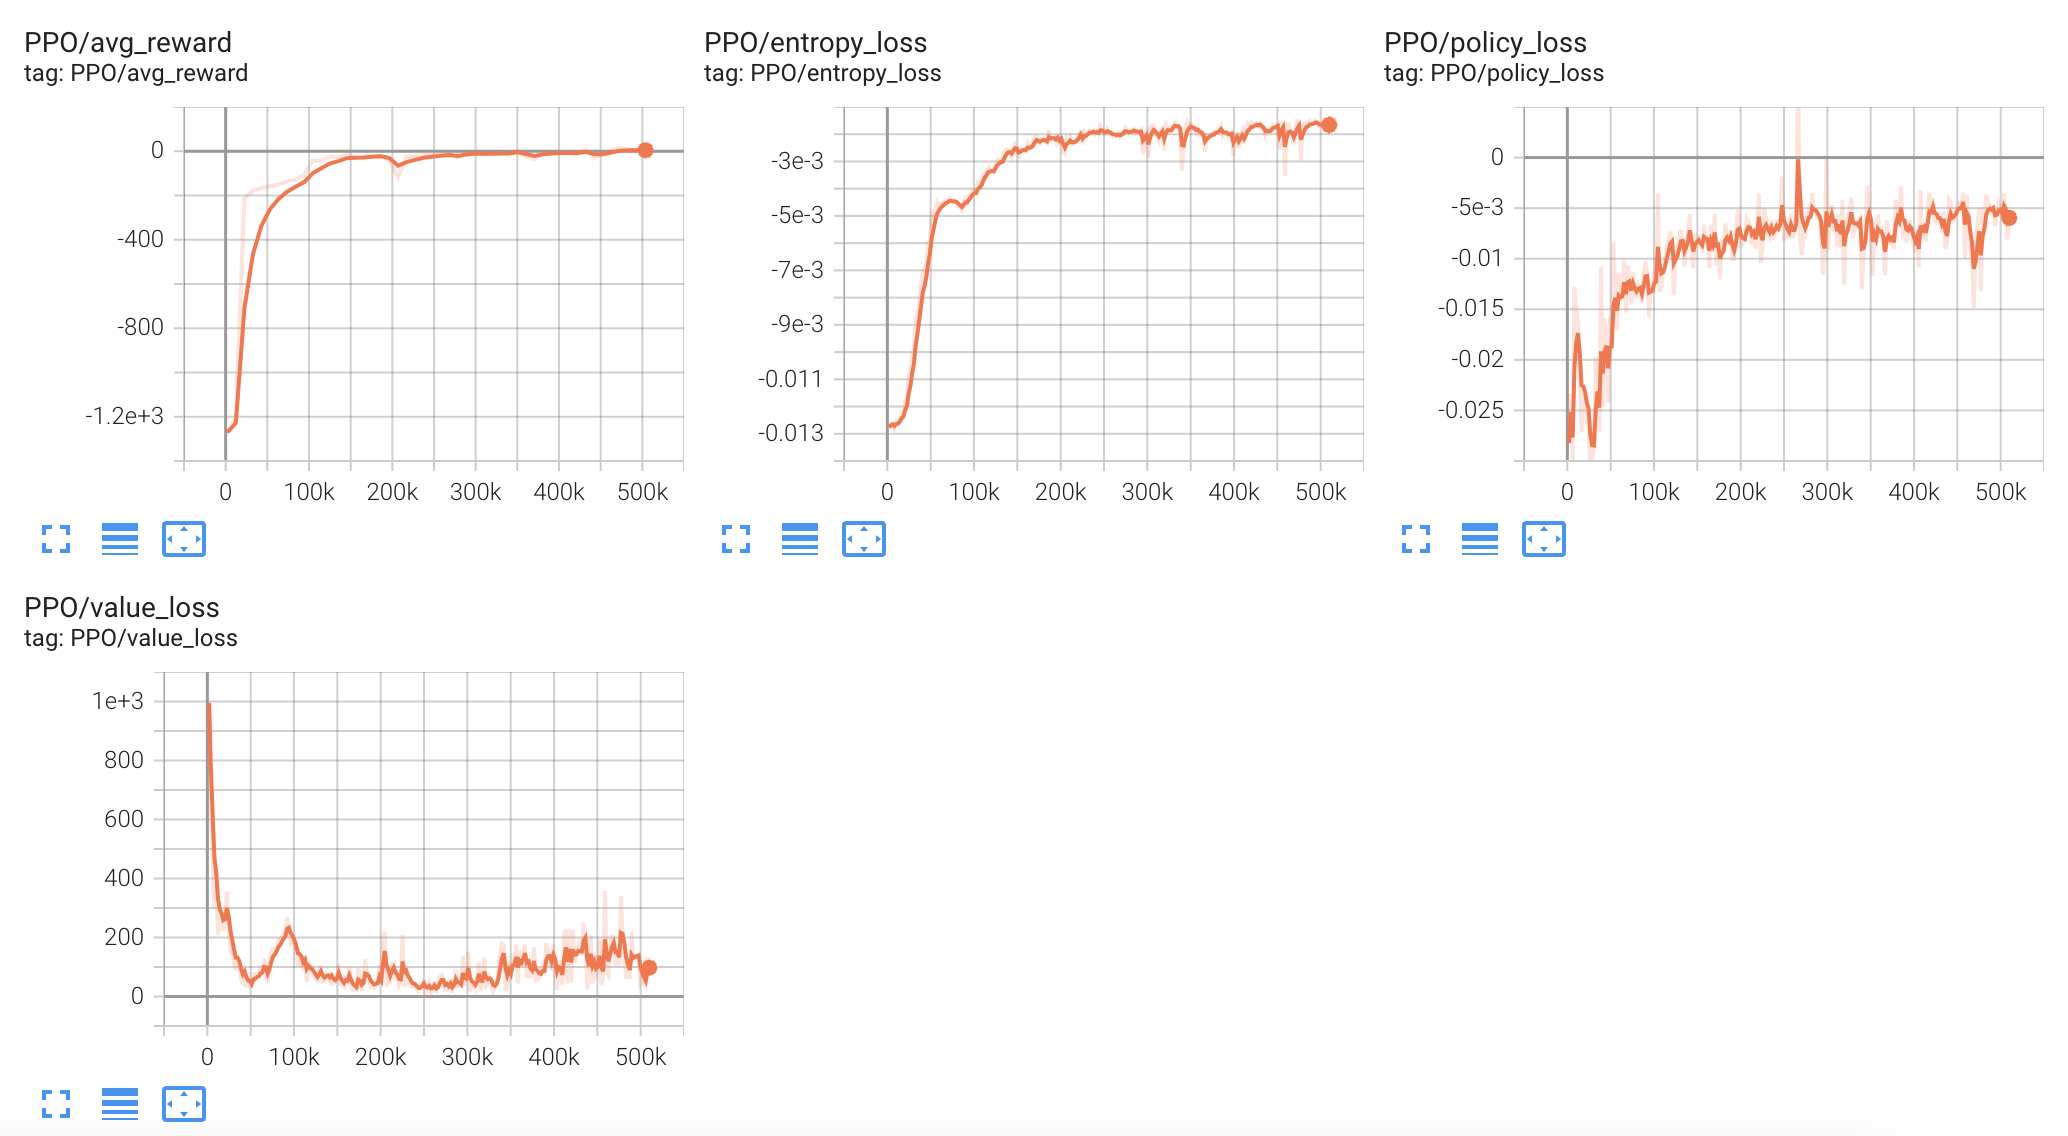 PPO/avg_reward
tag: PPO/avg_reward
0
-400
-800
-1.2e+3
0 100k 200k 300k 400k 500k
PPO/entropy_loss
tag: PPO/entropy_loss
-3e-3
-5e-3
-7e-3
-9e-3
-0.011
-0.013
0 100k 200k 300k 400k 500k
PPO/policy_loss
tag: PPO/policy_loss
0
-5e-3
-0.01
-0.015
-0.02
-0.025
0 100k 200k 300k 400k 500k
PPO/value_loss
tag: PPO/value_loss
1e+3
800
600
400
200
0
0 100k 200k 300k 400k 500k